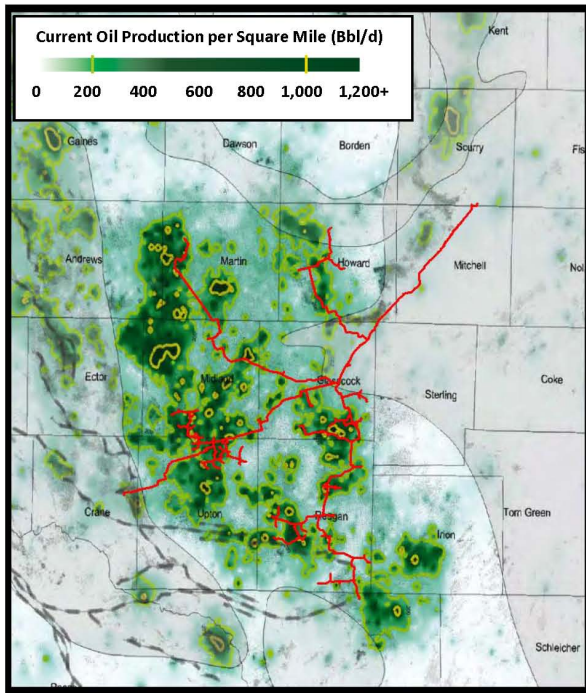 Current Oil Production per Square Mile (Bbl/d)
0 200 400 600 800 1,000 1,200+
Kent
Gaines
Dawson
Borden
Scurry
Fis
Andrews
Martin
Howard
Mitchell
Nol
Ector
Glasscock
Sterling
Coke
Crane
Upton
Reagan
Irion
Tom Green
Schleicher